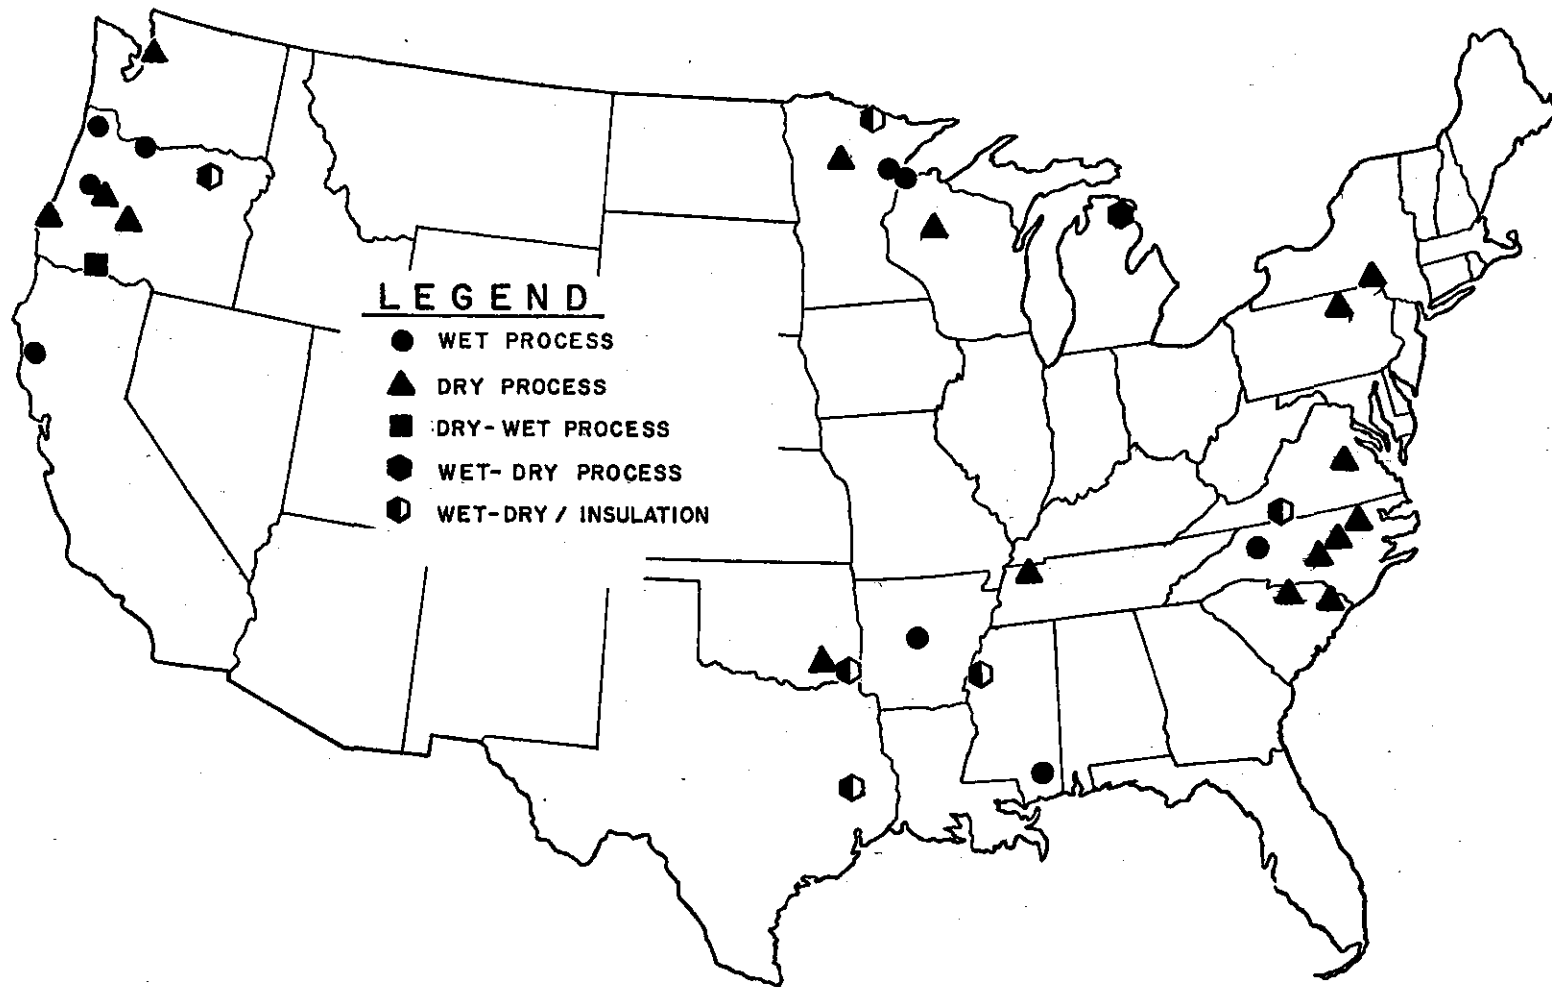 LEGEND
WET PROCESS
DRY PROCESS
DRY-WET PROCESS
WET-DRY PROCESS
WET-DRY / INSULATION